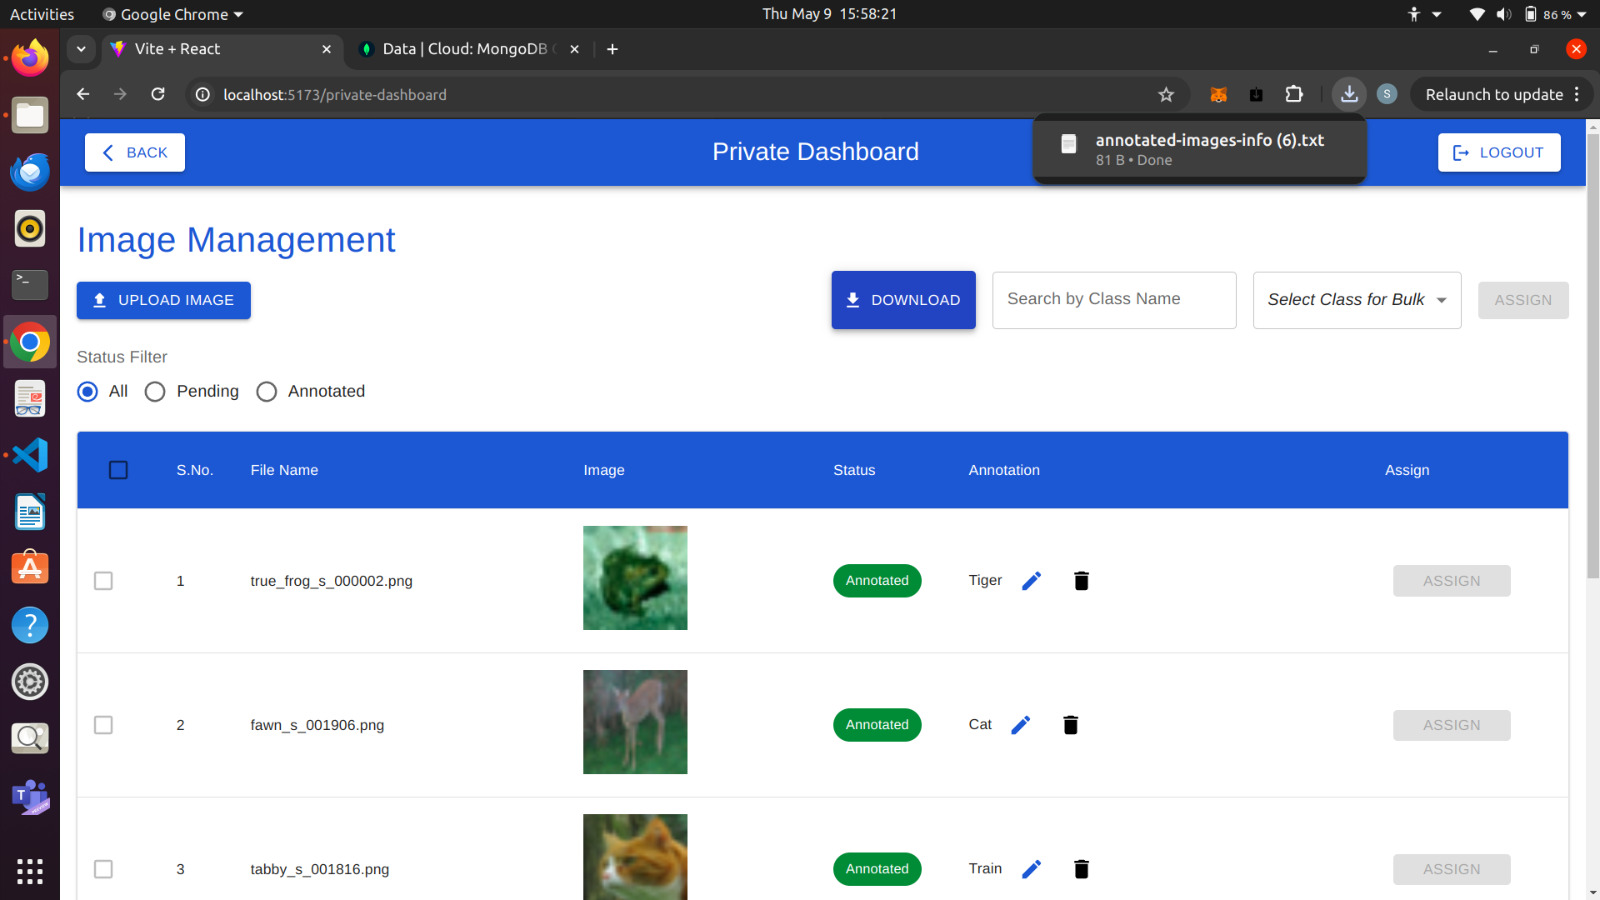 Activities Google Chrome Thu May 9 15:58:21 86 %
Vite + React Data | Cloud: MongoDB
localhost:5173/private-dashboard S Relaunch to update
annotated-images-info (6).txt
81 B • Done
BACK Private Dashboard LOGOUT
Image Management
UPLOAD IMAGE DOWNLOAD Search by Class Name Select Class for Bulk ASSIGN
Status Filter
All Pending Annotated
S.No. File Name Image Status Annotation Assign
1 true_frog_s_000002.png Annotated Tiger ASSIGN
2 fawn_s_001906.png Annotated Cat ASSIGN
3 tabby_s_001816.png Annotated Train ASSIGN